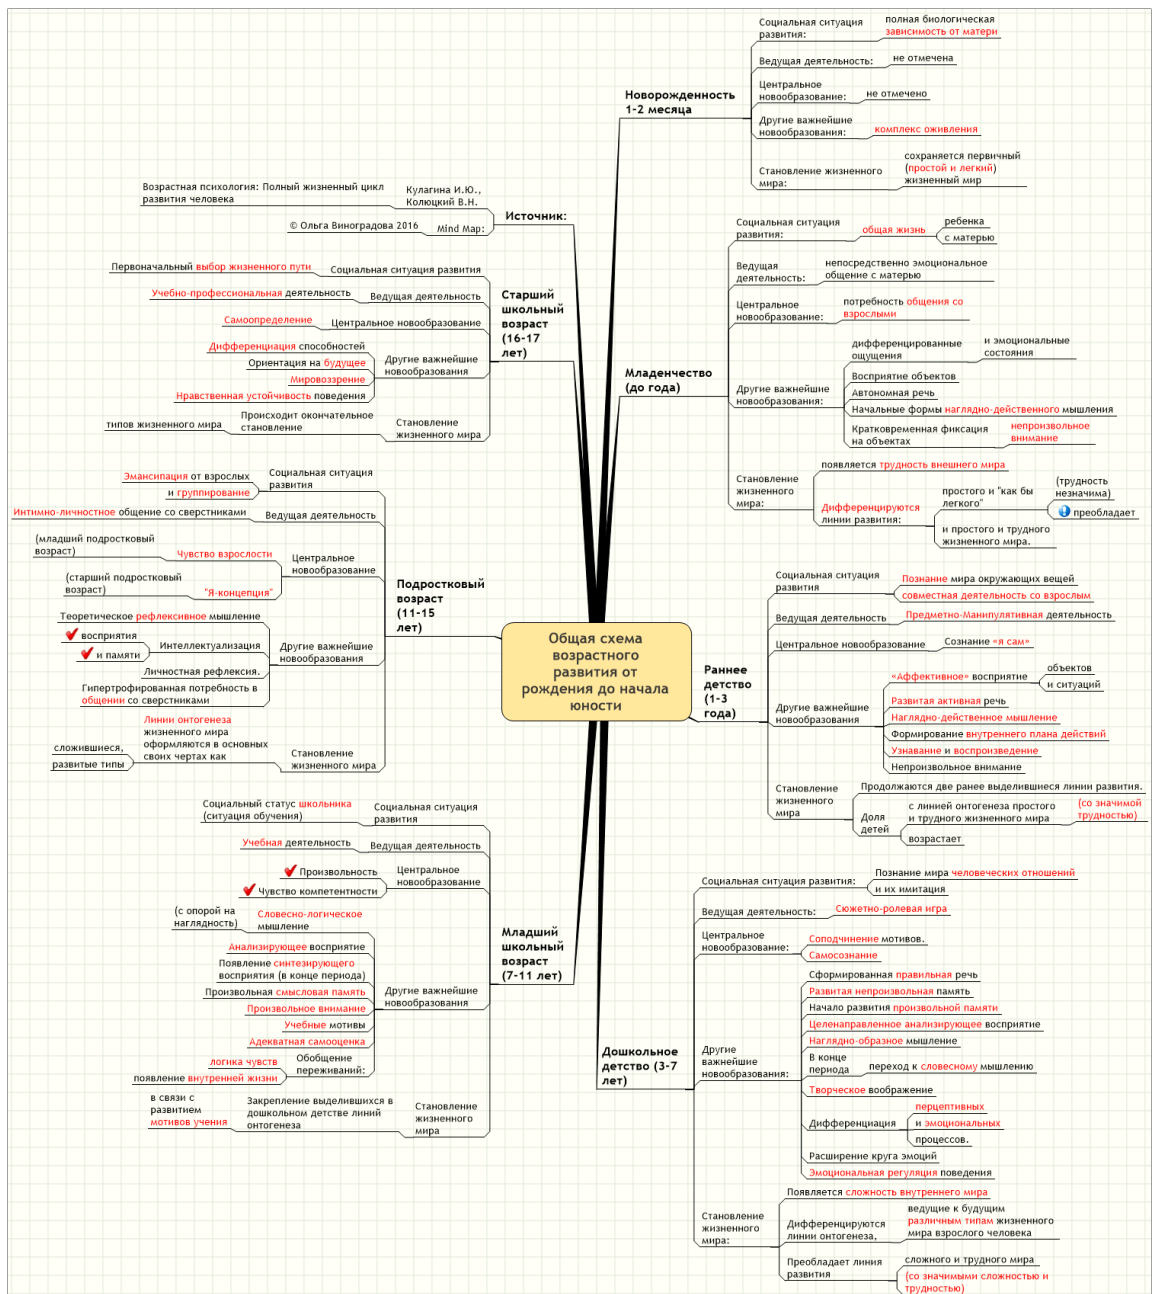 Общая схема
возрастного
развития от
рождения до начала
юности
Новорожденность
1-2 месяца
Социальная ситуация
развития:
полная биологическая
зависимость от матери
Ведущая деятельность:
не отмечена
Центральное
новообразование:
не отмечено
Другие важнейшие
новообразования:
комплекс оживления
Становление жизненного
мира:
сохраняется первичный
(простой и легкий)
жизненный мир
Младенчество
(до года)
Социальная ситуация
развития:
общая жизнь
ребенка
с матерью
Ведущая
деятельность:
непосредственно эмоциональное
общение с матерью
Центральное
новообразование:
потребность общения со
взрослыми
Другие важнейшие
новообразования:
дифференцированные
ощущения
и эмоциональные
состояния
Восприятие объектов
Автономная речь
Начальные формы наглядно-действенного мышления
Кратковременная фиксация
на объектах
непроизвольное
внимание
Становление
жизненного
мира:
появляется трудность внешнего мира
Дифференцируются
линии развития:
простого и "как бы
легкого"
(трудность
незначима)
преобладает
и простого и трудного
жизненного мира.
Раннее
детство
(1-3
года)
Социальная ситуация
развития
Познание мира окружающих вещей
совместная деятельность со взрослым
Ведущая деятельность
Предметно-Манипулятивная деятельность
Центральное новообразование
Сознание «я сам»
Другие важнейшие
новообразования
«Аффективное» восприятие
объектов
и ситуаций
Развитая активная речь
Наглядно-действенное мышление
Формирование внутреннего плана действий
Узнавание и воспроизведение
Непроизвольное внимание
Становление
жизненного
мира
Продолжаются две ранее выделившиеся линии развития.
Доля
детей
с линией онтогенеза простого
и трудного жизненного мира
(со значимой
трудностью)
возрастает
Дошкольное
детство (3-7
лет)
Социальная ситуация развития:
Познание мира человеческих отношений
и их имитация
Ведущая деятельность:
Сюжетно-ролевая игра
Центральное
новообразование:
Соподчинение мотивов.
Самосознание
Другие
важнейшие
новообразования:
Сформированная правильная речь
Развитая непроизвольная память
Начало развития произвольной памяти
Целенаправленное анализирующее восприятие
Наглядно-образное мышление
В конце
периода
переход к словесному мышлению
Творческое воображение
Дифференциация
перцептивных
и эмоциональных
процессов.
Расширение круга эмоций
Эмоциональная регуляция поведения
Становление
жизненного
мира:
Появляется сложность внутреннего мира
Дифференцируются
линии онтогенеза,
ведущие к будущим
различным типам жизненного
мира взрослого человека
Преобладает линия
развития
сложного и трудного мира
(со значимыми сложностью и
трудностью)
Источник:
Кулагина И.Ю.,
Колюцкий В.Н.
Возрастная психология: Полный жизненный цикл
развития человека
Mind Map:
© Ольга Виноградова 2016
Старший
школьный
возраст
(16-17
лет)
Социальная ситуация развития
Первоначальный выбор жизненного пути
Ведущая деятельность
Учебно-профессиональная деятельность
Центральное новообразование
Самоопределение
Другие важнейшие
новообразования
Дифференциация способностей
Ориентация на будущее
Мировоззрение
Нравственная устойчивость поведения
Становление
жизненного мира
Происходит окончательное
становление
типов жизненного мира
Подростковый
возраст
(11-15
лет)
Социальная ситуация
развития
Эмансипация от взрослых
и группирование
Ведущая деятельность
Интимно-личностное общение со сверстниками
Центральное
новообразование
Чувство взрослости
(младший подростковый
возраст)
"Я-концепция"
(старший подростковый
возраст)
Другие важнейшие
новообразования
Теоретическое рефлексивное мышление
Интеллектуализация
восприятия
и памяти
Личностная рефлексия.
Гипертрофированная потребность в
общении со сверстниками
Становление
жизненного мира
Линии онтогенеза
жизненного мира
оформляются в основных
своих чертах как
сложившиеся,
развитые типы
Младший
школьный
возраст
(7-11 лет)
Социальная ситуация
развития
Социальный статус школьника
(ситуация обучения)
Ведущая деятельность
Учебная деятельность
Центральное
новообразование
Произвольность
Чувство компетентности
Другие важнейшие
новообразования
Словесно-логическое
мышление
(с опорой на
наглядность)
Анализирующее восприятие
Появление синтезирующего
восприятия (в конце периода)
Произвольная смысловая память
Произвольное внимание
Учебные мотивы
Адекватная самооценка
Обобщение
переживаний:
логика чувств
появление внутренней жизни
Становление
жизненного
мира
Закрепление выделившихся в
дошкольном детстве линий
онтогенеза
в связи с
развитием
мотивов учения